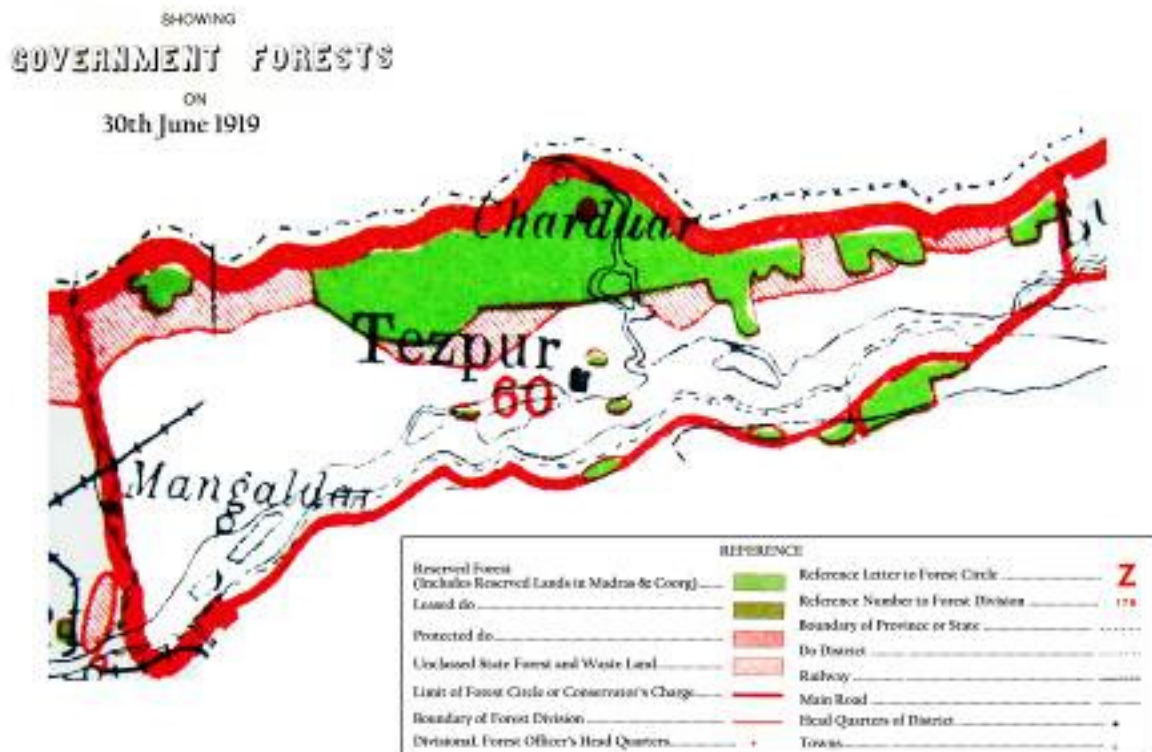 SHOWING
GOVERNMENT FORESTS
ON
30th June 1919
Charduar
Tezpur
60
Mangaldai
REFERENCE
Reserved Forest
(Includes Reserved Lands in Madras & Coorg)
Leased do
Protected do
Unclassed State Forest and Waste Land
Limit of Forest Circle or Conservator's Charge
Boundary of Forest Division
Divisional Forest Officer's Head Quarters
Reference Letter to Forest Circle Z
Reference Number to Forest Division 178
Boundary of Province or State
Do District
Railway
Main Road
Head Quarters of District
Towns